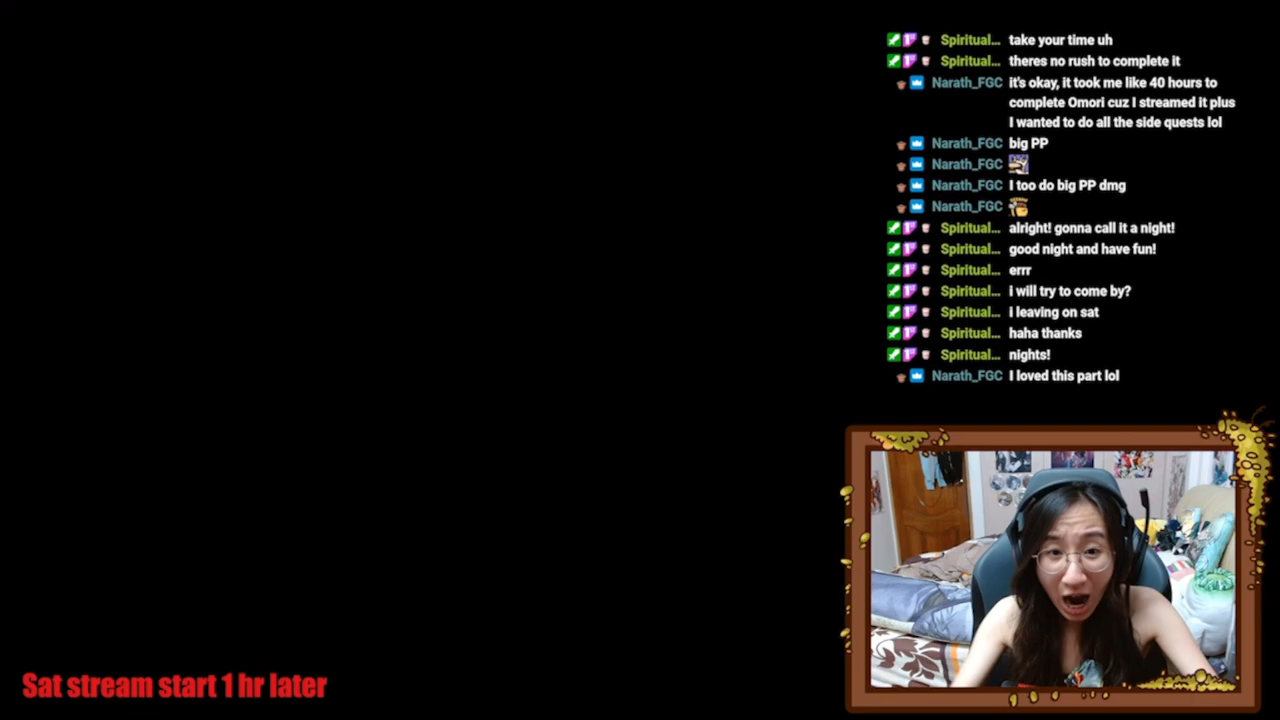 Spiritual... take your time uh
Spiritual... theres no rush to complete it
Narath_FGC it's okay, it took me like 40 hours to
complete Omori cuz I streamed it plus
I wanted to do all the side quests lol
Narath_FGC big PP
Narath_FGC
Narath_FGC I too do big PP dmg
Narath_FGC
Spiritual... alright! gonna call it a night!
Spiritual... good night and have fun!
Spiritual... errr
Spiritual... i will try to come by?
Spiritual... i leaving on sat
Spiritual... haha thanks
Spiritual... nights!
Narath_FGC I loved this part lol
Sat stream start 1 hr later